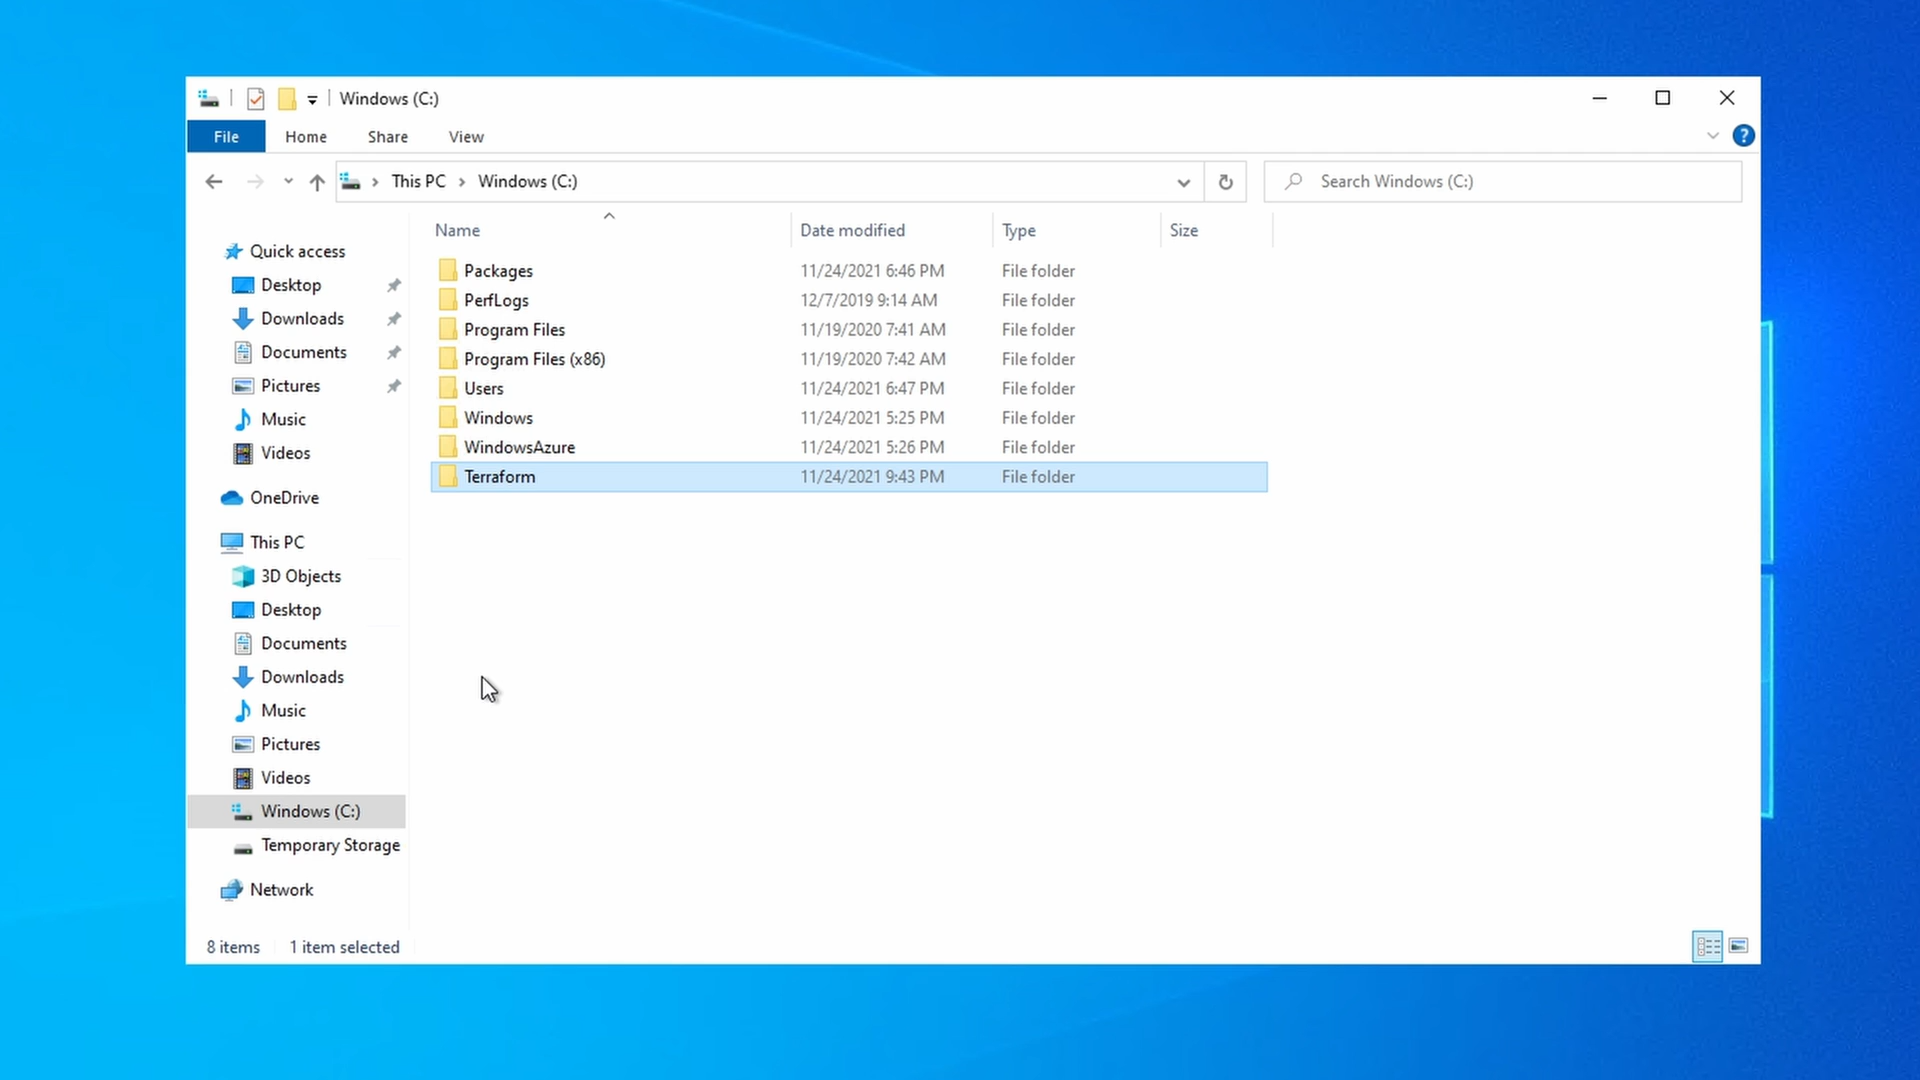 Windows (C:)
File Home Share View
?
This PC Windows (C:)
Search Windows (C:)
Name Date modified Type Size
Packages 11/24/2021 6:46 PM File folder
PerfLogs 12/7/2019 9:14 AM File folder
Program Files 11/19/2020 7:41 AM File folder
Program Files (x86) 11/19/2020 7:42 AM File folder
Users 11/24/2021 6:47 PM File folder
Windows 11/24/2021 5:25 PM File folder
WindowsAzure 11/24/2021 5:26 PM File folder
Terraform 11/24/2021 9:43 PM File folder
Quick access
Desktop
Downloads
Documents
Pictures
Music
Videos
OneDrive
This PC
3D Objects
Desktop
Documents
Downloads
Music
Pictures
Videos
Windows (C:)
Temporary Storage
Network
8 items 1 item selected